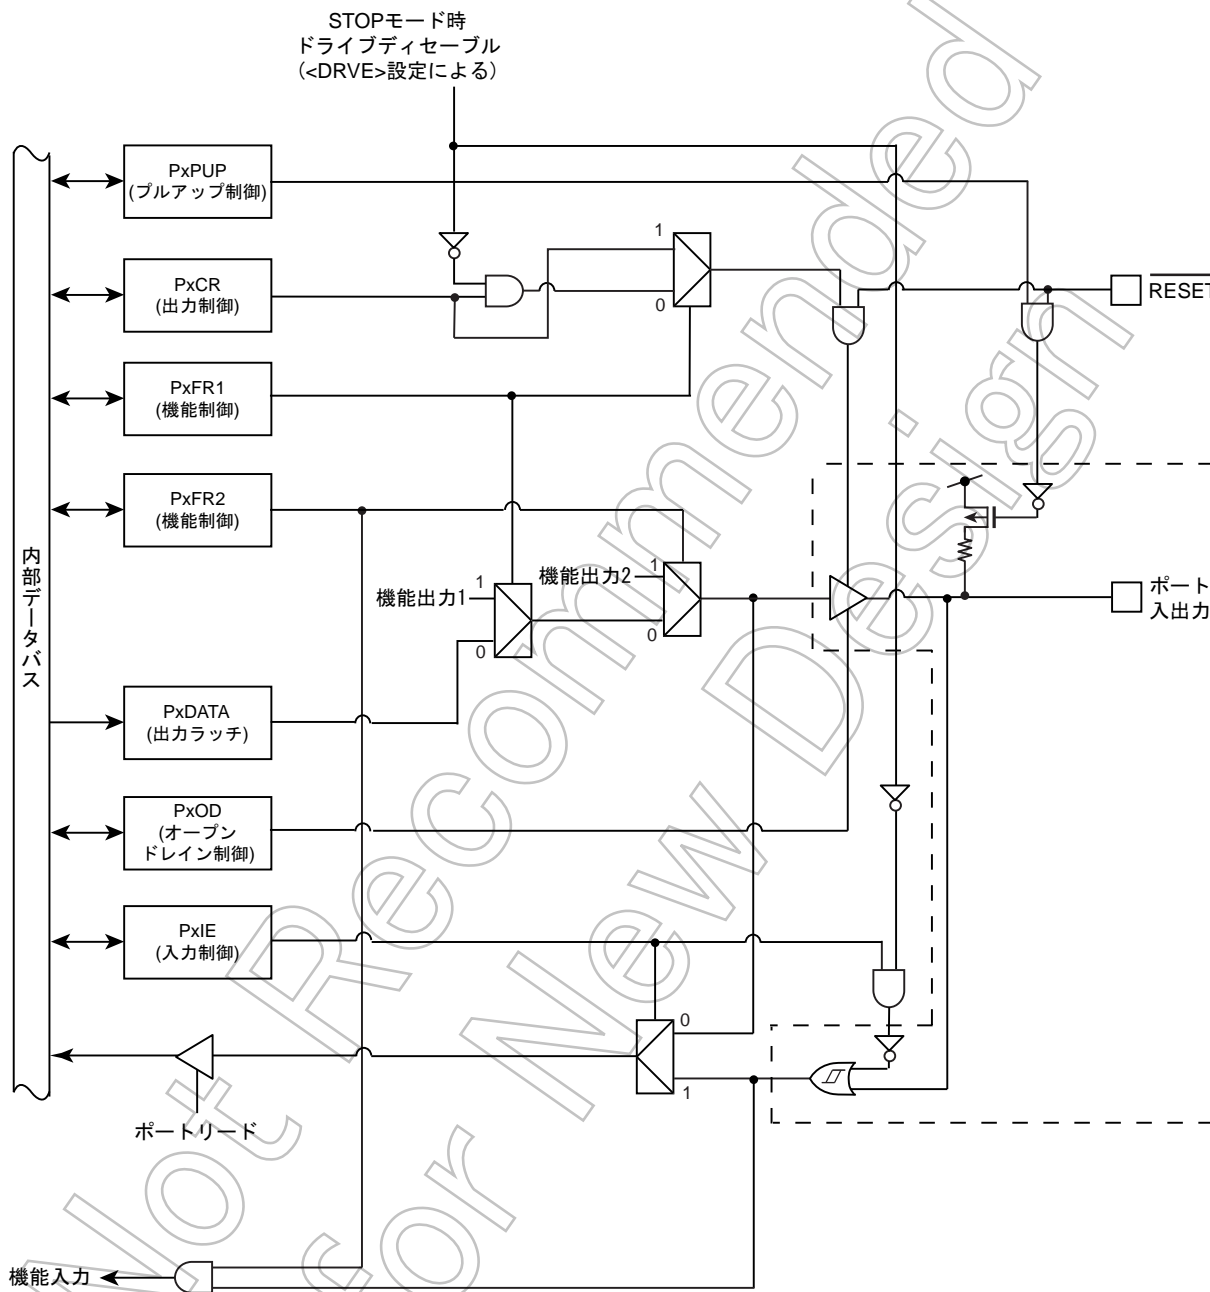 STOPモード時
ドライブディセーブル
(<DRVE>設定による)
PxPUP
(プルアップ制御)
1
PxCR
(出力制御)
0
RESET
PxFR1
(機能制御)
PxFR2
(機能制御)
内部データバス
1
機能出力1
0
1
機能出力2
0
ポート
入出力
PxDATA
(出力ラッチ)
PxOD
(オープン
ドレイン制御)
PxIE
(入力制御)
0
1
ポートリード
機能入力
Not Recommended
for New Design